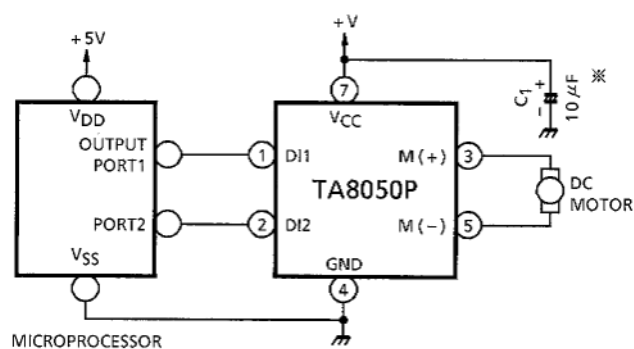 +5V
+V
VDD
OUTPUT
PORT1
PORT2
VSS
MICROPROCESSOR
7
VCC
1 DI1
2 DI2
TA8050P
M(+) 3
M(−) 5
GND
4
C1 + −
10 μF ※
DC
MOTOR